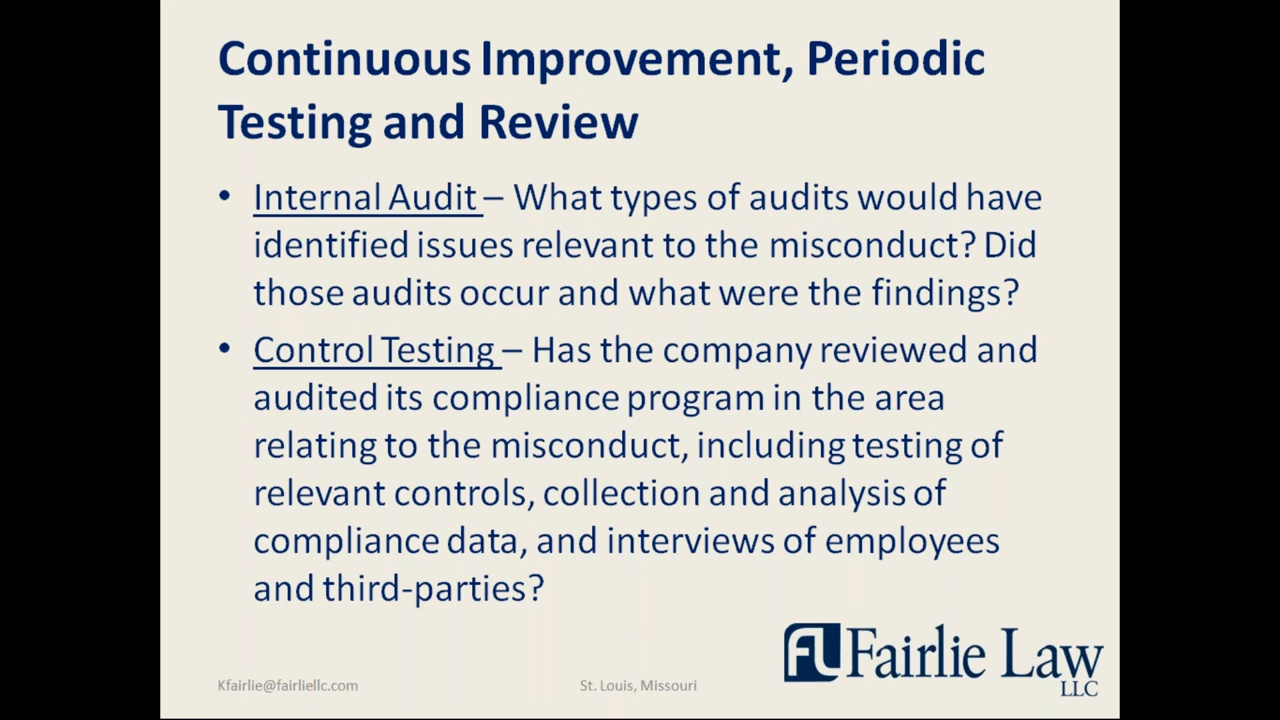 Continuous Improvement, Periodic
Testing and Review
• Internal Audit – What types of audits would have
identified issues relevant to the misconduct? Did
those audits occur and what were the findings?
• Control Testing – Has the company reviewed and
audited its compliance program in the area
relating to the misconduct, including testing of
relevant controls, collection and analysis of
compliance data, and interviews of employees
and third-parties?
FL Fairlie Law
LLC
Kfairlie@fairliellc.com
St. Louis, Missouri